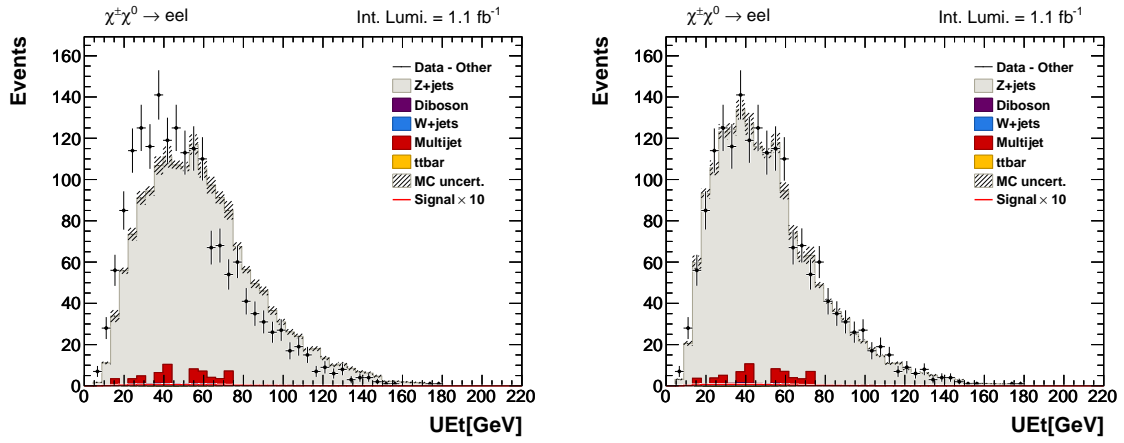 χ±χ0 → eel Int. Lumi. = 1.1 fb-1
Events
160
140
120
100
80
60
40
20
0
Data - Other
Z+jets
Diboson
W+jets
Multijet
ttbar
MC uncert.
Signal × 10
0 20 40 60 80 100 120 140 160 180 200 220
UEt[GeV]
χ±χ0 → eel Int. Lumi. = 1.1 fb-1
Events
160
140
120
100
80
60
40
20
0
Data - Other
Z+jets
Diboson
W+jets
Multijet
ttbar
MC uncert.
Signal × 10
0 20 40 60 80 100 120 140 160 180 200 220
UEt[GeV]